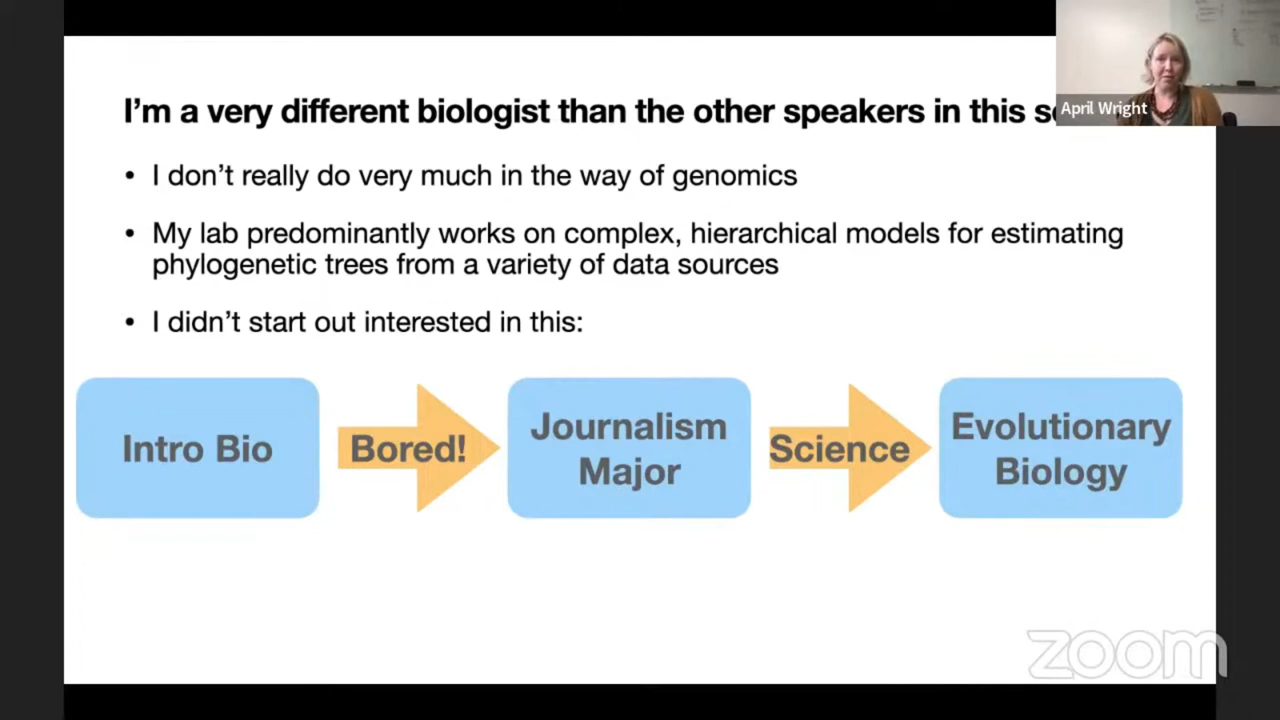 I'm a very different biologist than the other speakers in this
April Wright
• I don't really do very much in the way of genomics
• My lab predominantly works on complex, hierarchical models for estimating
phylogenetic trees from a variety of data sources
• I didn't start out interested in this:
Intro Bio
Bored!
Journalism
Major
Science
Evolutionary
Biology
zoom